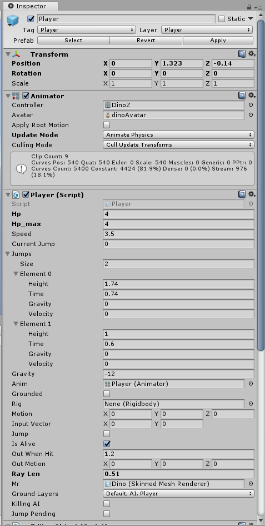 Inspector
Player Static
Tag Player Layer Player
Prefab Select Revert Apply
Transform
Position X 0 Y 1.323 Z -0.14
Rotation X 0 Y 0 Z 0
Scale X 1 Y 1 Z 1
Animator
Controller DinoZ
Avatar dinoAvatar
Apply Root Motion
Update Mode Animate Physics
Culling Mode Cull Update Transforms
Clip Count: 9
Curves Pos: 540 Quat: 540 Euler: 0 Scale: 540 Muscles: 0 Generic: 0 PPtr: 0
Curves Count: 5400 Constant: 4424 (81.9%) Dense: 0 (0.0%) Stream: 976
(18.1%)
Player (Script)
Script Player
Hp 4
Hp_max 4
Speed 3.5
Current Jump 0
Jumps
Size 2
Element 0
Height 1.74
Time 0.74
Gravity 0
Velocity 0
Element 1
Height 1
Time 0.6
Gravity 0
Velocity 0
Gravity -12
Anim Player (Animator)
Grounded
Rig None (Rigidbody)
Motion X 0 Y 0 Z 0
Input Vector X 0 Y 0
Jump
Is Alive
Out When Hit 1.2
Out Motion X 0 Y 0 Z 0
Ray Len 0.51
Mr Dino (Skinned Mesh Renderer)
Ground Layers Default, AI, Player
Killing AI
Jump Pending